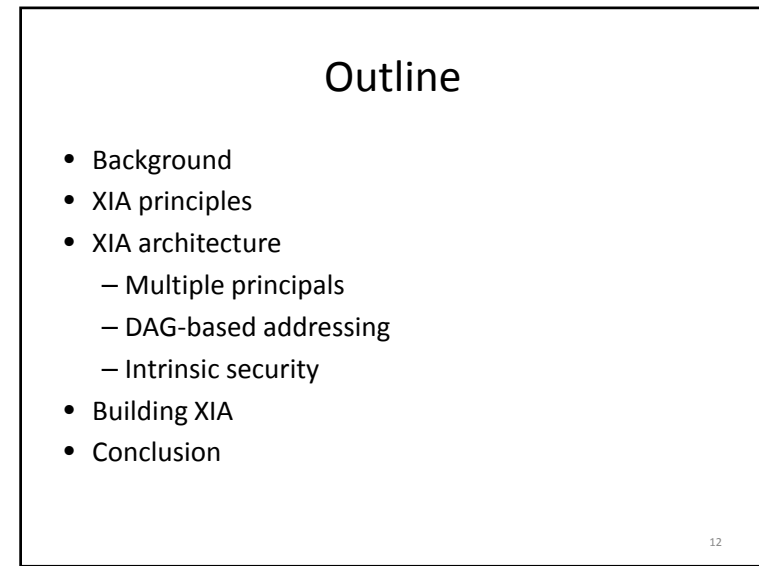 Outline
• Background
• XIA principles
• XIA architecture
– Multiple principals
– DAG-based addressing
– Intrinsic security
• Building XIA
• Conclusion
12